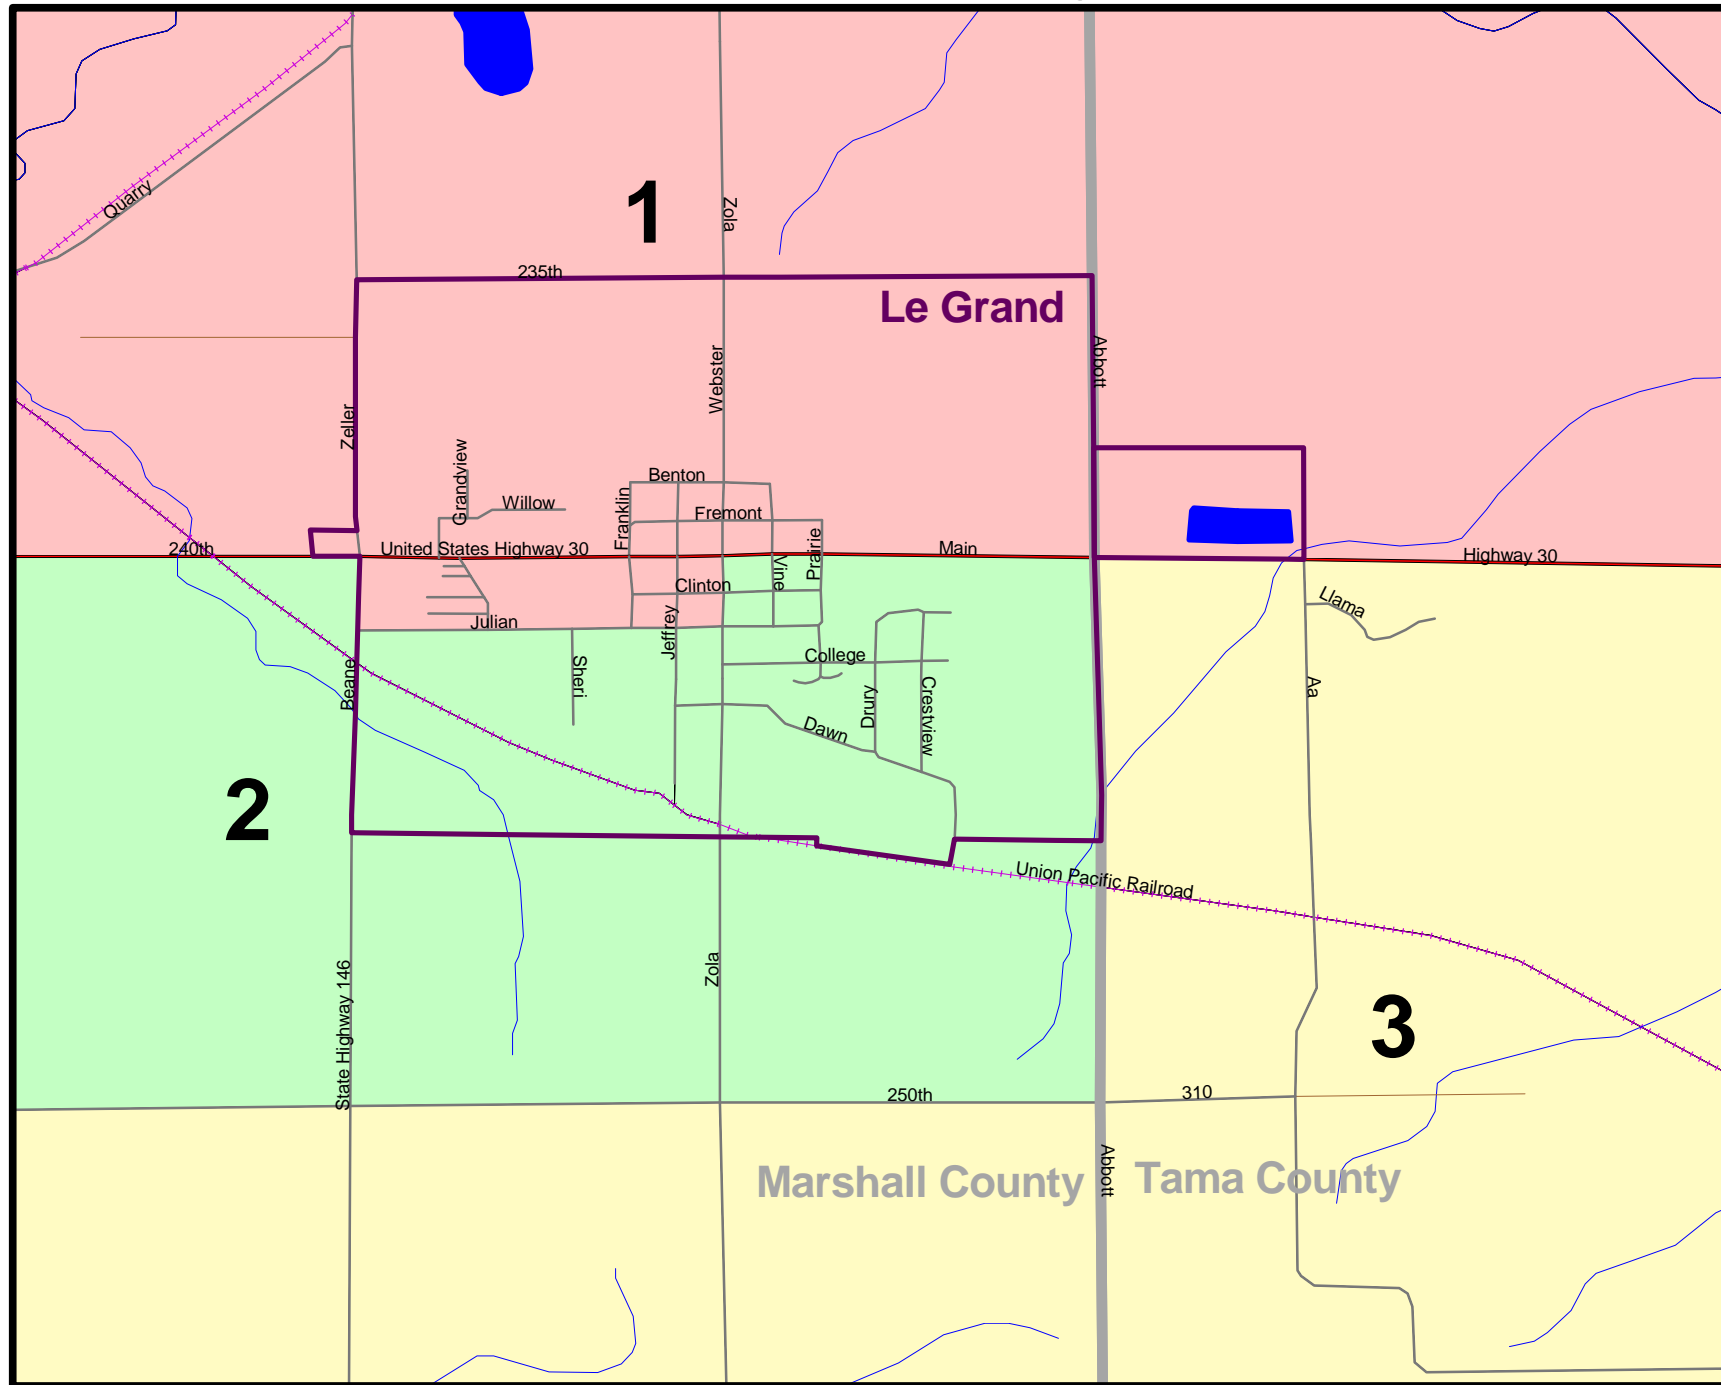 Quarry
1
Zola
235th
Le Grand
Abbott
Webster
Zeller
Grandview
Benton
Willow
Franklin
Fremont
Prairie
240th
United States Highway 30
Main
Highway 30
Vine
Clinton
Llama
Julian
Jeffrey
College
Sheri
Beane
Drury
Crestview
Aa
Dawn
2
Union Pacific Railroad
Zola
State Highway 146
3
250th
310
Marshall County
Abbott
Tama County